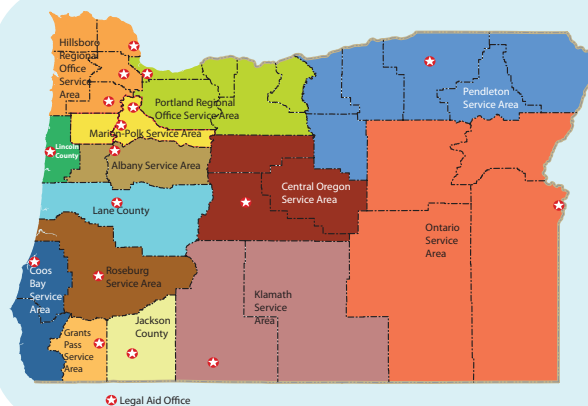 Hillsboro
Regional
Office
Service
Area
Portland Regional
Office Service Area
Pendleton
Service Area
Marion-Polk Service Area
Lincoln
County
Albany Service Area
Central Oregon
Service Area
Lane County
Ontario
Service
Area
Coos
Bay
Service
Area
Roseburg
Service Area
Klamath
Service
Area
Grants
Pass
Service
Area
Jackson
County
Legal Aid Office